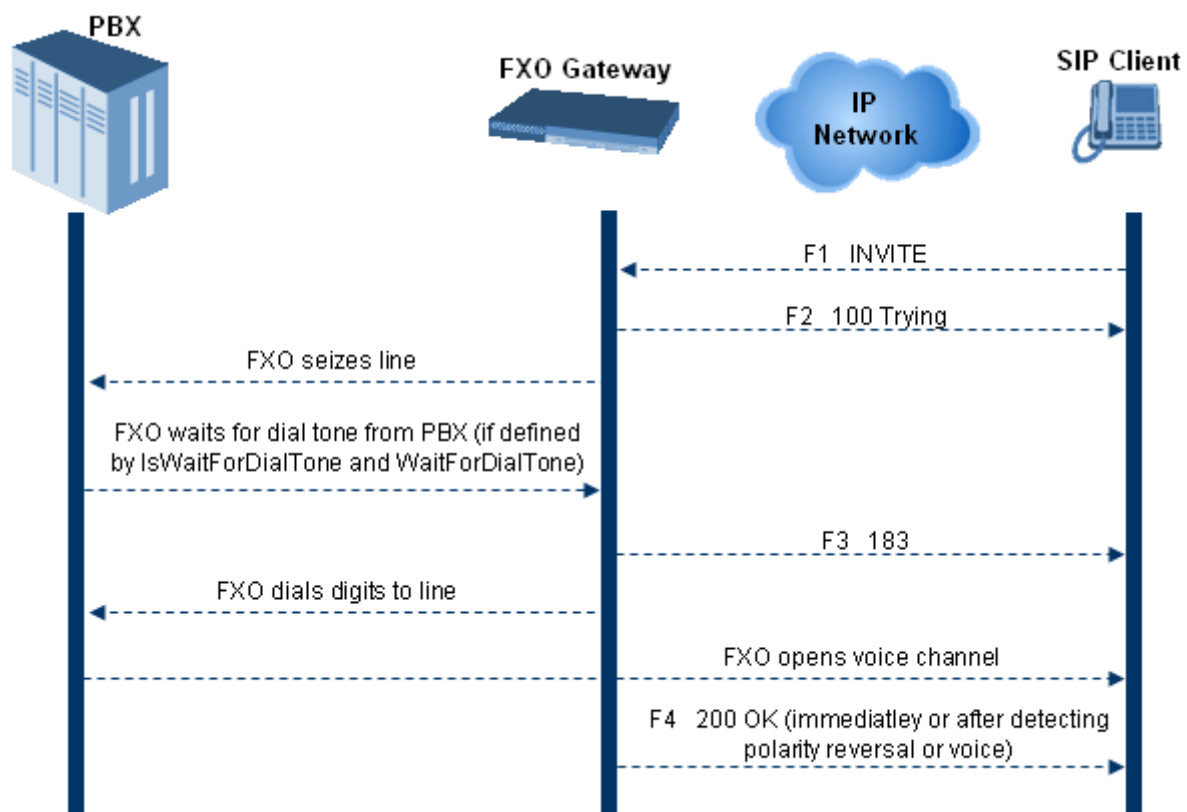 PBX
FXO Gateway
IP
Network
SIP Client
F1 INVITE
F2 100 Trying
FXO seizes line
FXO waits for dial tone from PBX (if defined
by IsWaitForDialTone and WaitForDialTone)
F3 183
FXO dials digits to line
FXO opens voice channel
F4 200 OK (immediatley or after detecting
polarity reversal or voice)